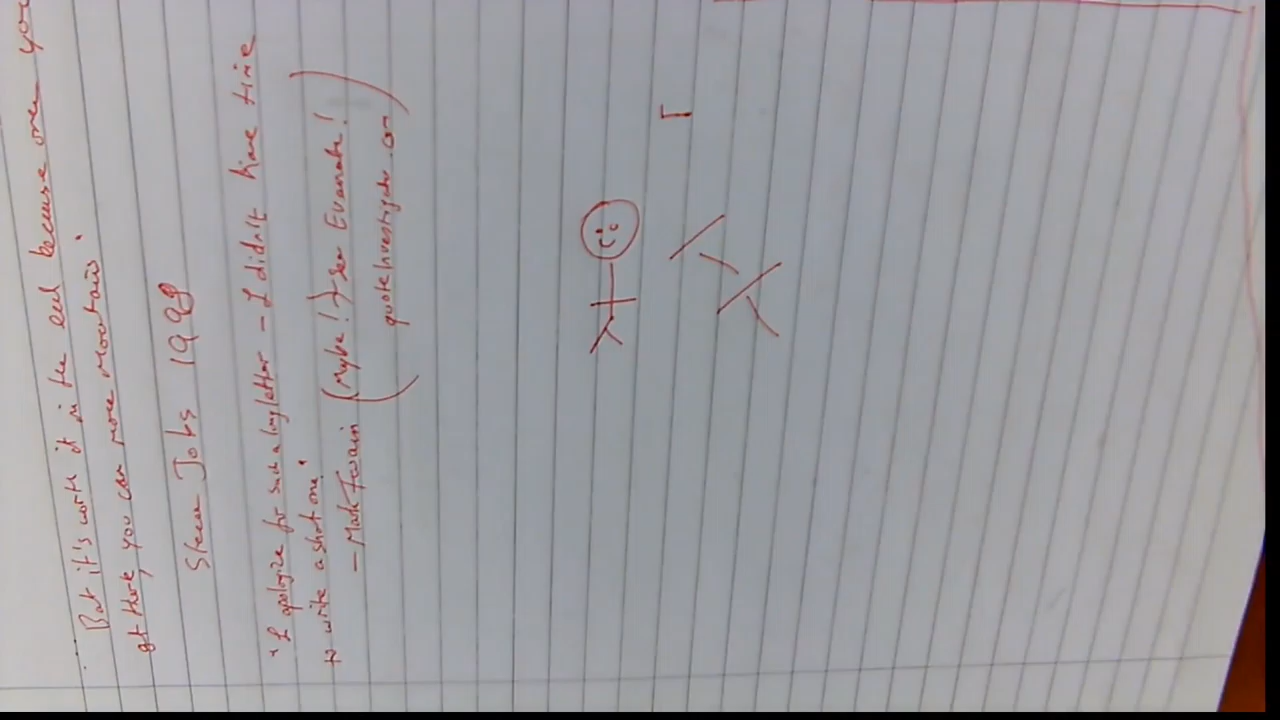 But it's worth it in the end because once you
get there, you can move mountains"
Steve Jobs 1998
"I apologize for such a long letter - I didn't have time
to write a short one."
- Mark Twain (Maybe! → See Evernote!
quoteinvestigator.com)